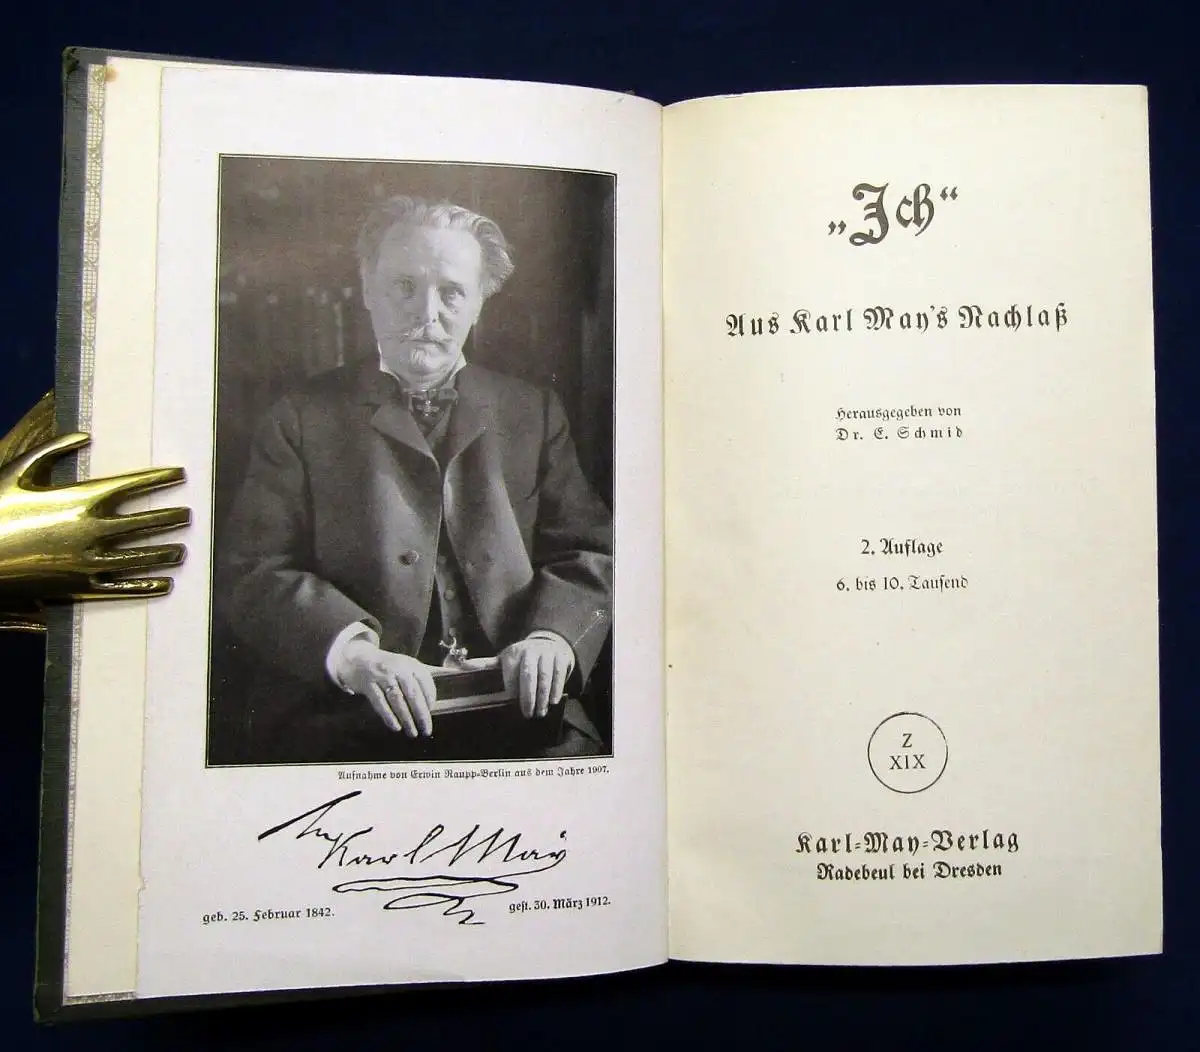 Aufnahme von Erwin Raupp-Berlin aus dem Jahre 1907.
Karl May
geb. 25. Februar 1842.
gest. 30. März 1912.
„Ich“
Aus Karl May's Nachlaß
Herausgegeben von
Dr. E. Schmid
2. Auflage
6. bis 10. Tausend
Z
XIX
Karl-May-Verlag
Radebeul bei Dresden